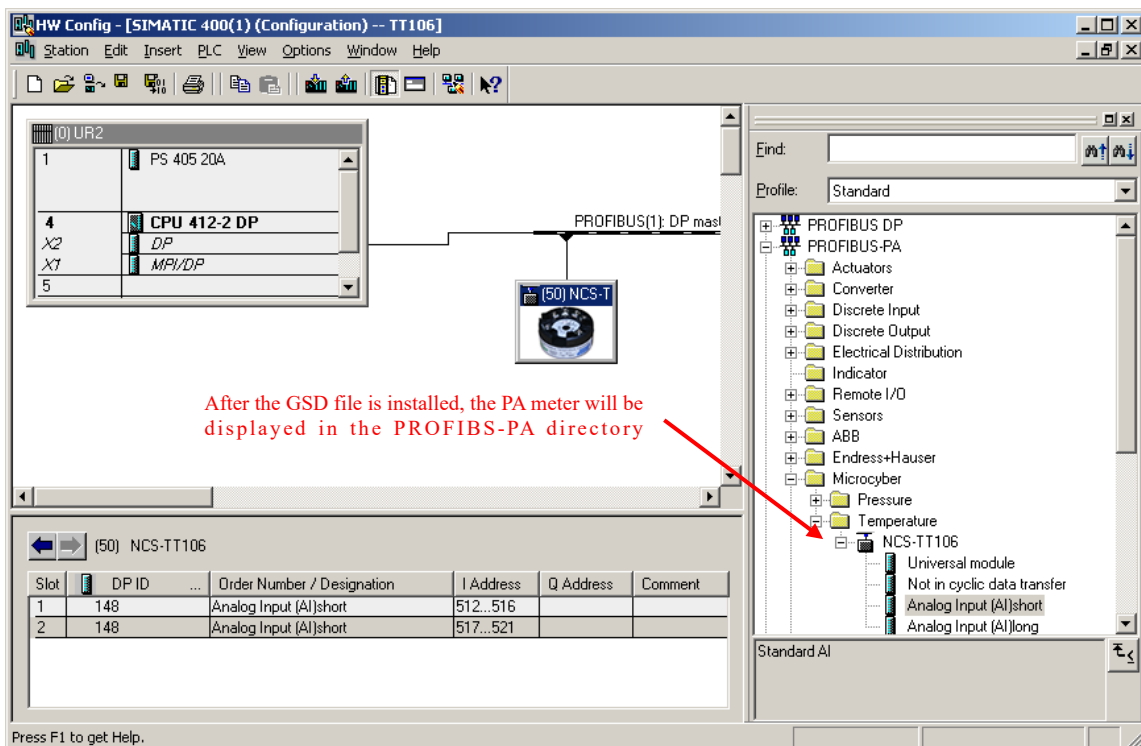 HW Config - [SIMATIC 400(1) (Configuration) -- TT106]
Station Edit Insert PLC View Options Window Help
(0) UR2
1 PS 405 20A
4 CPU 412-2 DP
X2 DP
X1 MPI/DP
5
PROFIBUS(1): DP mast
(50) NCS-T
After the GSD file is installed, the PA meter will be
displayed in the PROFIBS-PA directory
Find:
Profile: Standard
PROFIBUS DP
PROFIBUS-PA
Actuators
Converter
Discrete Input
Discrete Output
Electrical Distribution
Indicator
Remote I/O
Sensors
ABB
Endress+Hauser
Microcyber
Pressure
Temperature
NCS-TT106
Universal module
Not in cyclic data transfer
Analog Input (AI)short
Analog Input (AI)long
Standard AI
(50) NCS-TT106
Slot DP ID ... Order Number / Designation I Address Q Address Comment
1 148 Analog Input (AI)short 512...516
2 148 Analog Input (AI)short 517...521
Press F1 to get Help.